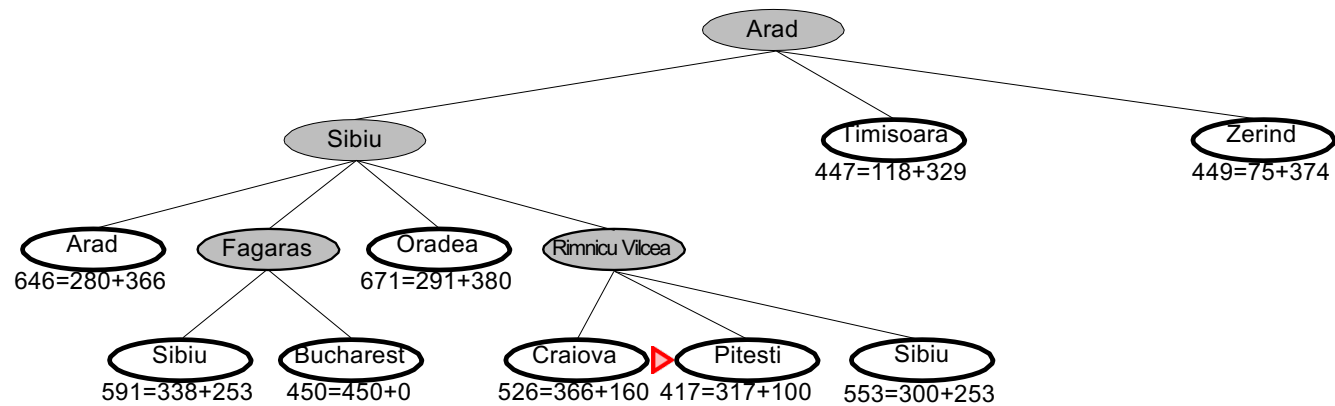 Arad
Sibiu
Timisoara
Zerind
447=118+329
449=75+374
Arad
Fagaras
Oradea
Rimnicu Vilcea
646=280+366
671=291+380
Sibiu
Bucharest
Craiova
Pitesti
Sibiu
591=338+253
450=450+0
526=366+160
417=317+100
553=300+253